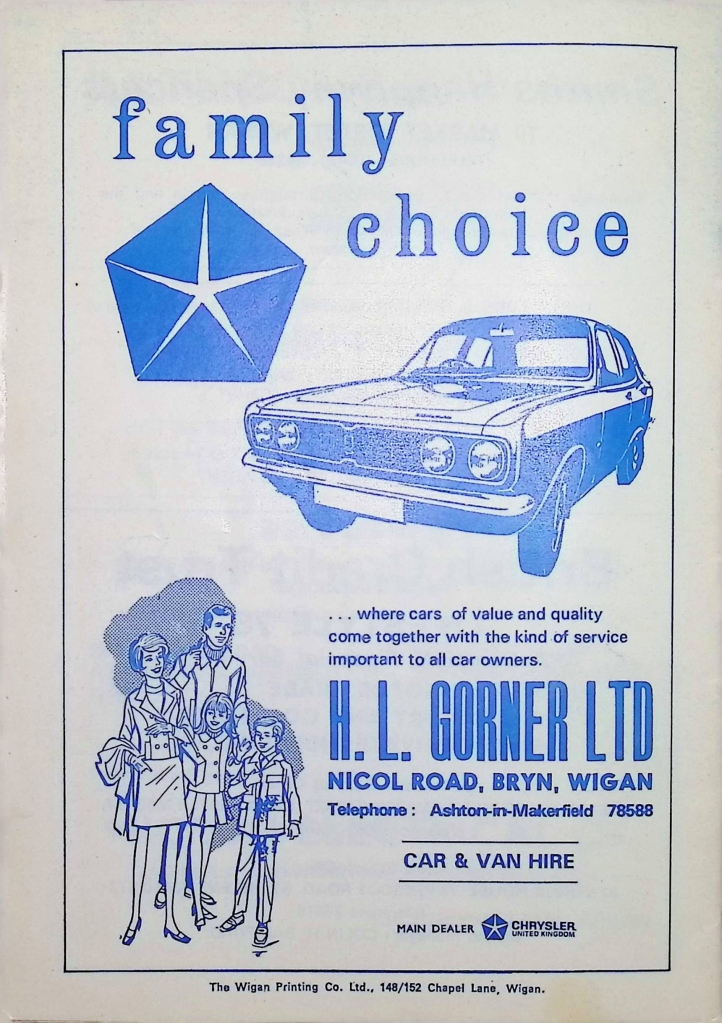 family
choice
. . . where cars of value and quality
come together with the kind of service
important to all car owners.
H. L. GORNER LTD
NICOL ROAD, BRYN, WIGAN
Telephone : Ashton-in-Makerfield 78588
CAR & VAN HIRE
MAIN DEALER CHRYSLER
UNITED KINGDOM
The Wigan Printing Co. Ltd., 148/152 Chapel Lane, Wigan.